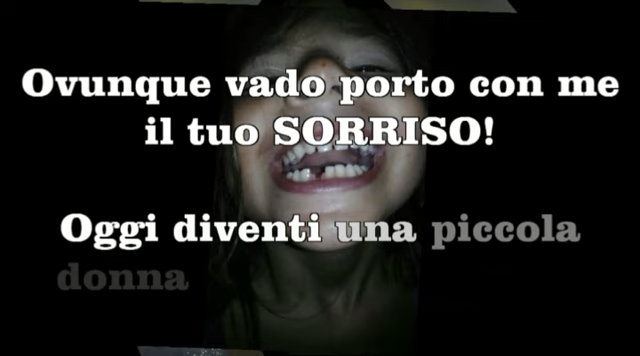 Ovunque vado porto con me
il tuo SORRISO!
Oggi diventi una piccola
donna